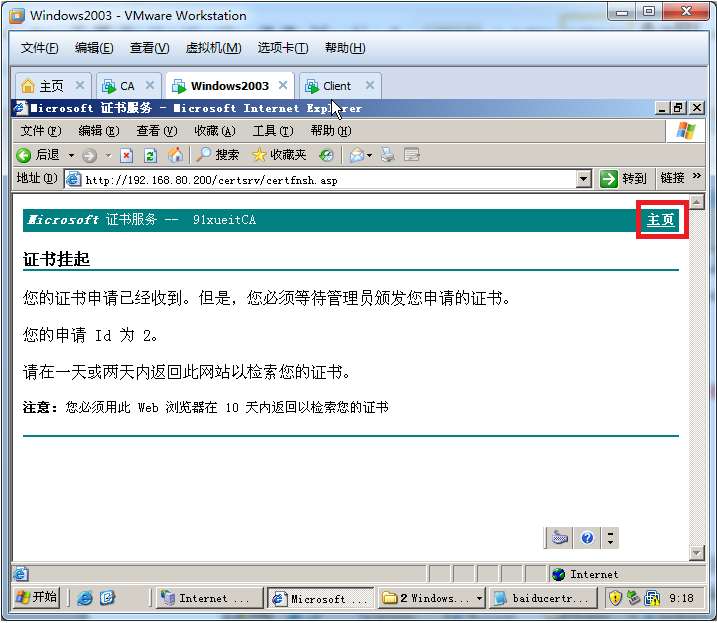 Windows2003 - VMware Workstation
文件(F) 编辑(E) 查看(V) 虚拟机(M) 选项卡(T) 帮助(H)
主页 CA Windows2003 Client
Microsoft 证书服务 - Microsoft Internet Explorer
文件(F) 编辑(E) 查看(V) 收藏(A) 工具(T) 帮助(H)
后退 搜索 收藏夹
地址(D) http://192.168.80.200/certsrv/certfnsh.asp 转到 链接 »
Microsoft 证书服务 -- 91xueitCA 主页
证书挂起
您的证书申请已经收到。但是，您必须等待管理员颁发您申请的证书。
您的申请 Id 为 2。
请在一天或两天内返回此网站以检索您的证书。
注意：您必须用此 Web 浏览器在 10 天内返回以检索您的证书
Internet
开始 Internet ... Microsoft ... 2 Windows... baiducertr... 9:18